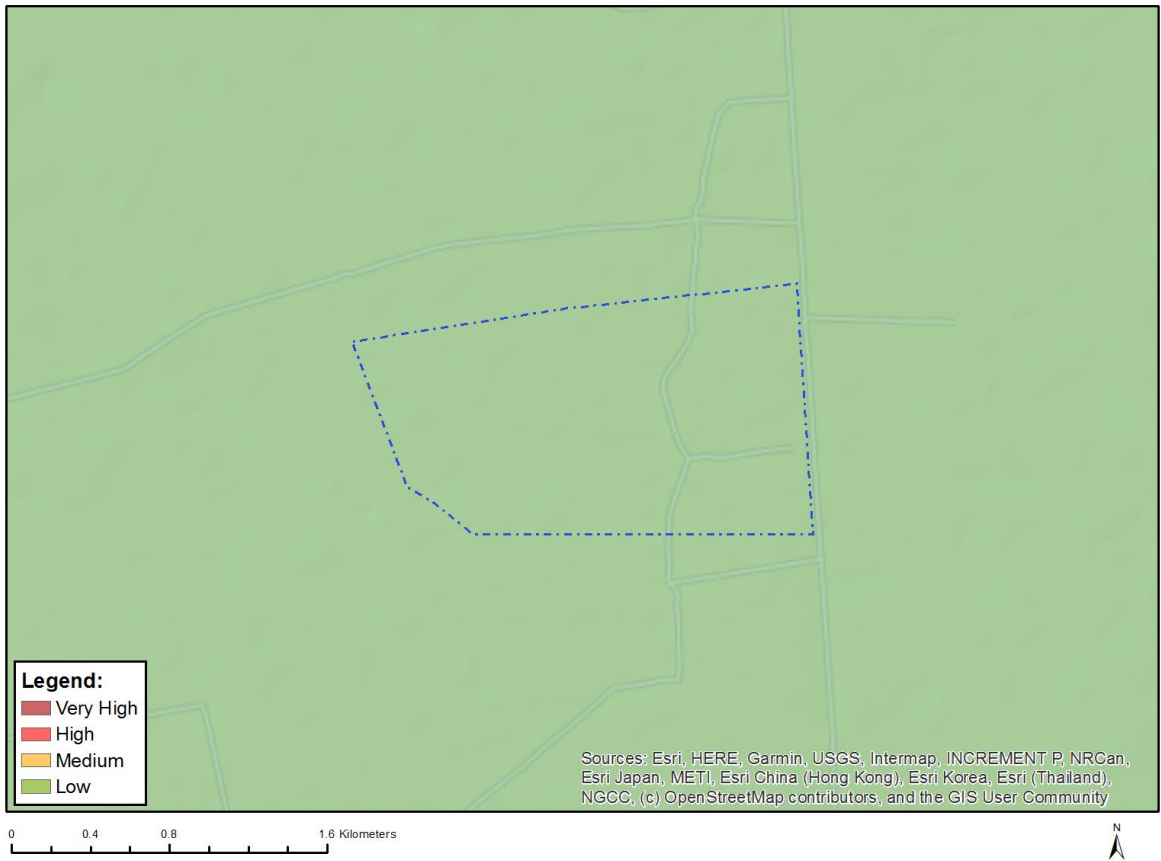 Legend:
Very High
High
Medium
Low
Sources: Esri, HERE, Garmin, USGS, Intermap, INCREMENT P, NRCan,
Esri Japan, METI, Esri China (Hong Kong), Esri Korea, Esri (Thailand),
NGCC, (c) OpenStreetMap contributors, and the GIS User Community
0 0.4 0.8 1.6 Kilometers
N